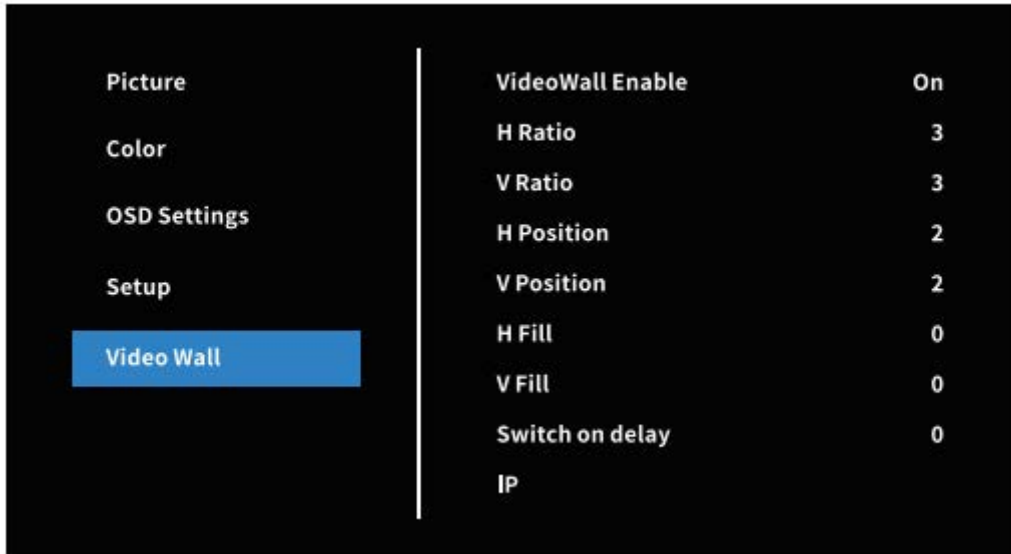 Picture
Color
OSD Settings
Setup
Video Wall
VideoWall Enable On
H Ratio 3
V Ratio 3
H Position 2
V Position 2
H Fill 0
V Fill 0
Switch on delay 0
IP